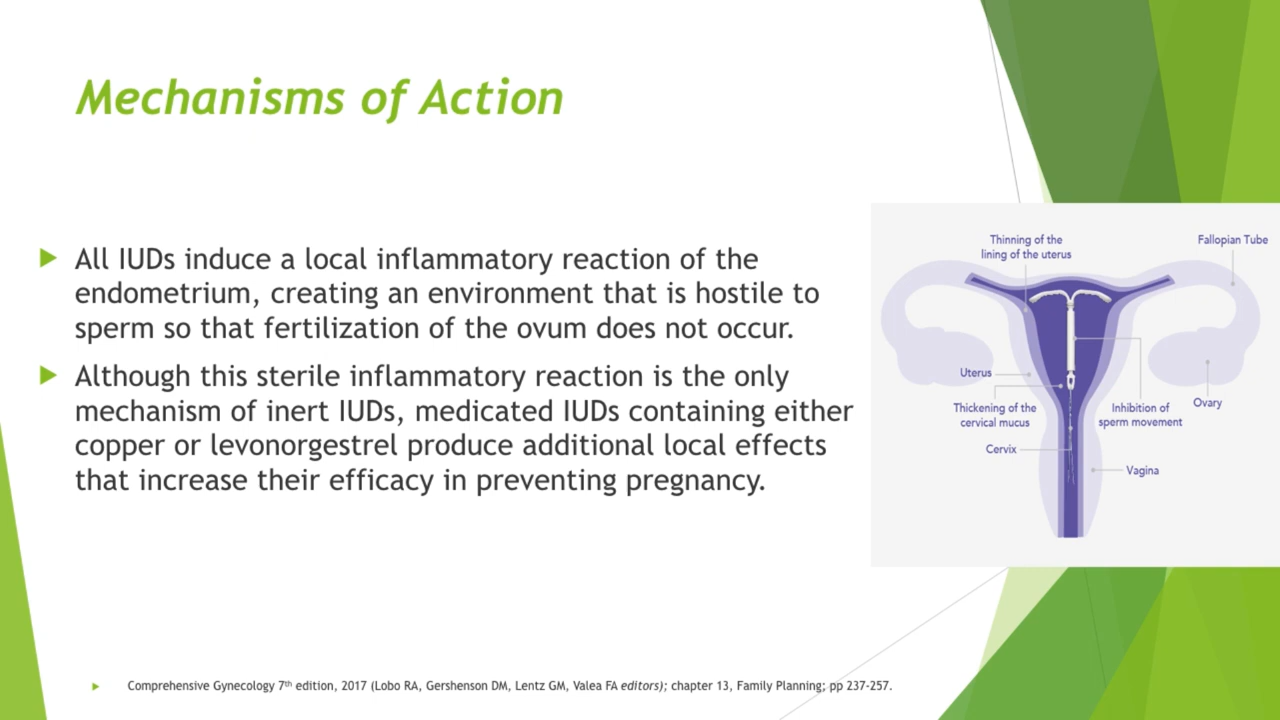 Mechanisms of Action
All IUDs induce a local inflammatory reaction of the
endometrium, creating an environment that is hostile to
sperm so that fertilization of the ovum does not occur.
Although this sterile inflammatory reaction is the only
mechanism of inert IUDs, medicated IUDs containing either
copper or levonorgestrel produce additional local effects
that increase their efficacy in preventing pregnancy.
Thinning of the
lining of the uterus
Fallopian Tube
Uterus
Thickening of the
cervical mucus
Inhibition of
sperm movement
Ovary
Cervix
Vagina
Comprehensive Gynecology 7th edition, 2017 (Lobo RA, Gershenson DM, Lentz GM, Valea FA editors); chapter 13, Family Planning; pp 237-257.